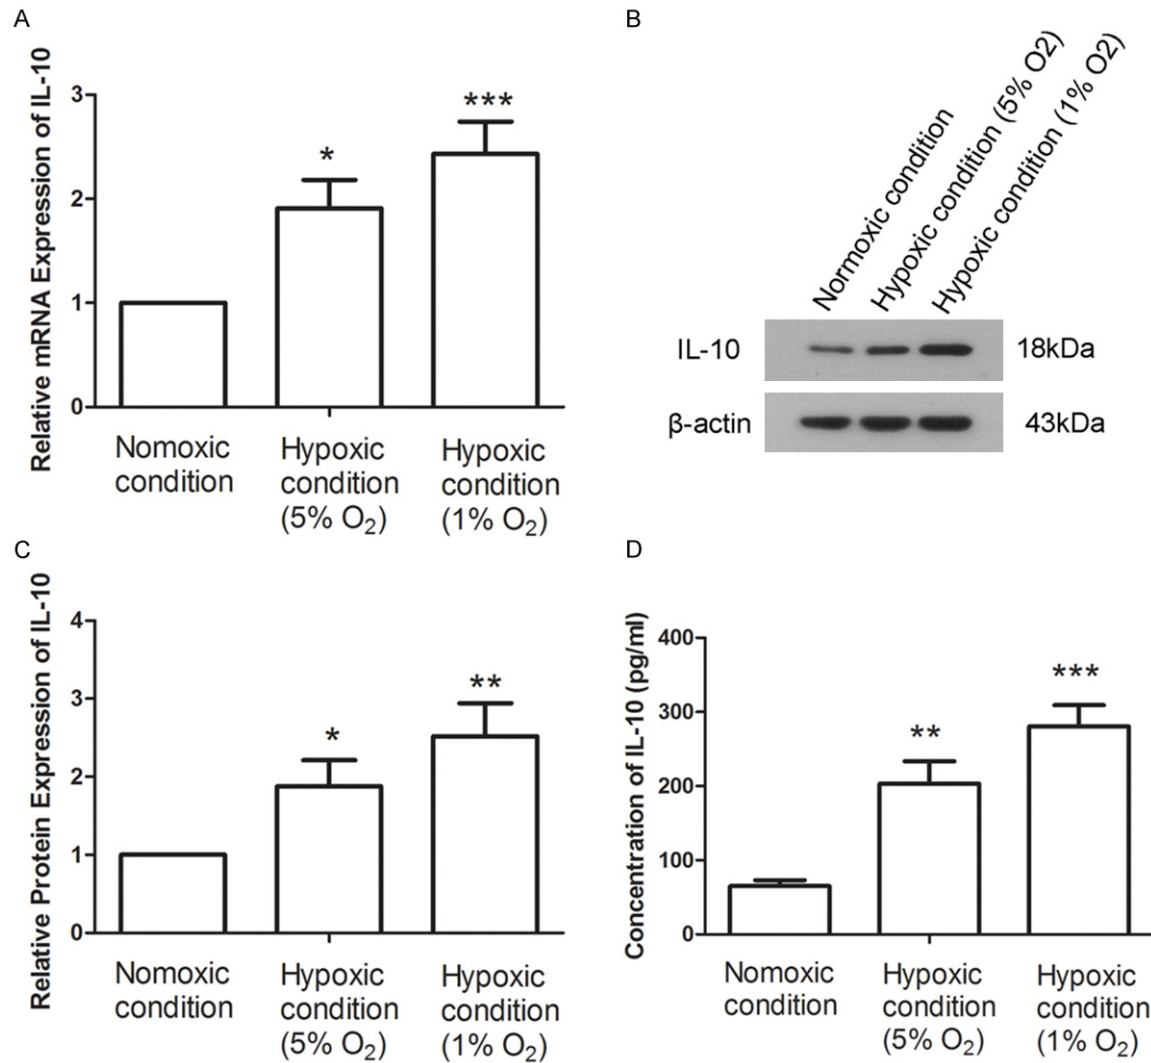 A
Relative mRNA Expression of IL-10
3
2
1
0
*
***
Nomoxic
condition
Hypoxic
condition
(5% O₂)
Hypoxic
condition
(1% O₂)
B
Normoxic condition
Hypoxic condition (5% O2)
Hypoxic condition (1% O2)
IL-10
18kDa
β-actin
43kDa
C
Relative Protein Expression of IL-10
4
3
2
1
0
*
**
Nomoxic
condition
Hypoxic
condition
(5% O₂)
Hypoxic
condition
(1% O₂)
D
Concentration of IL-10 (pg/ml)
400
300
200
100
0
**
***
Nomoxic
condition
Hypoxic
condition
(5% O₂)
Hypoxic
condition
(1% O₂)